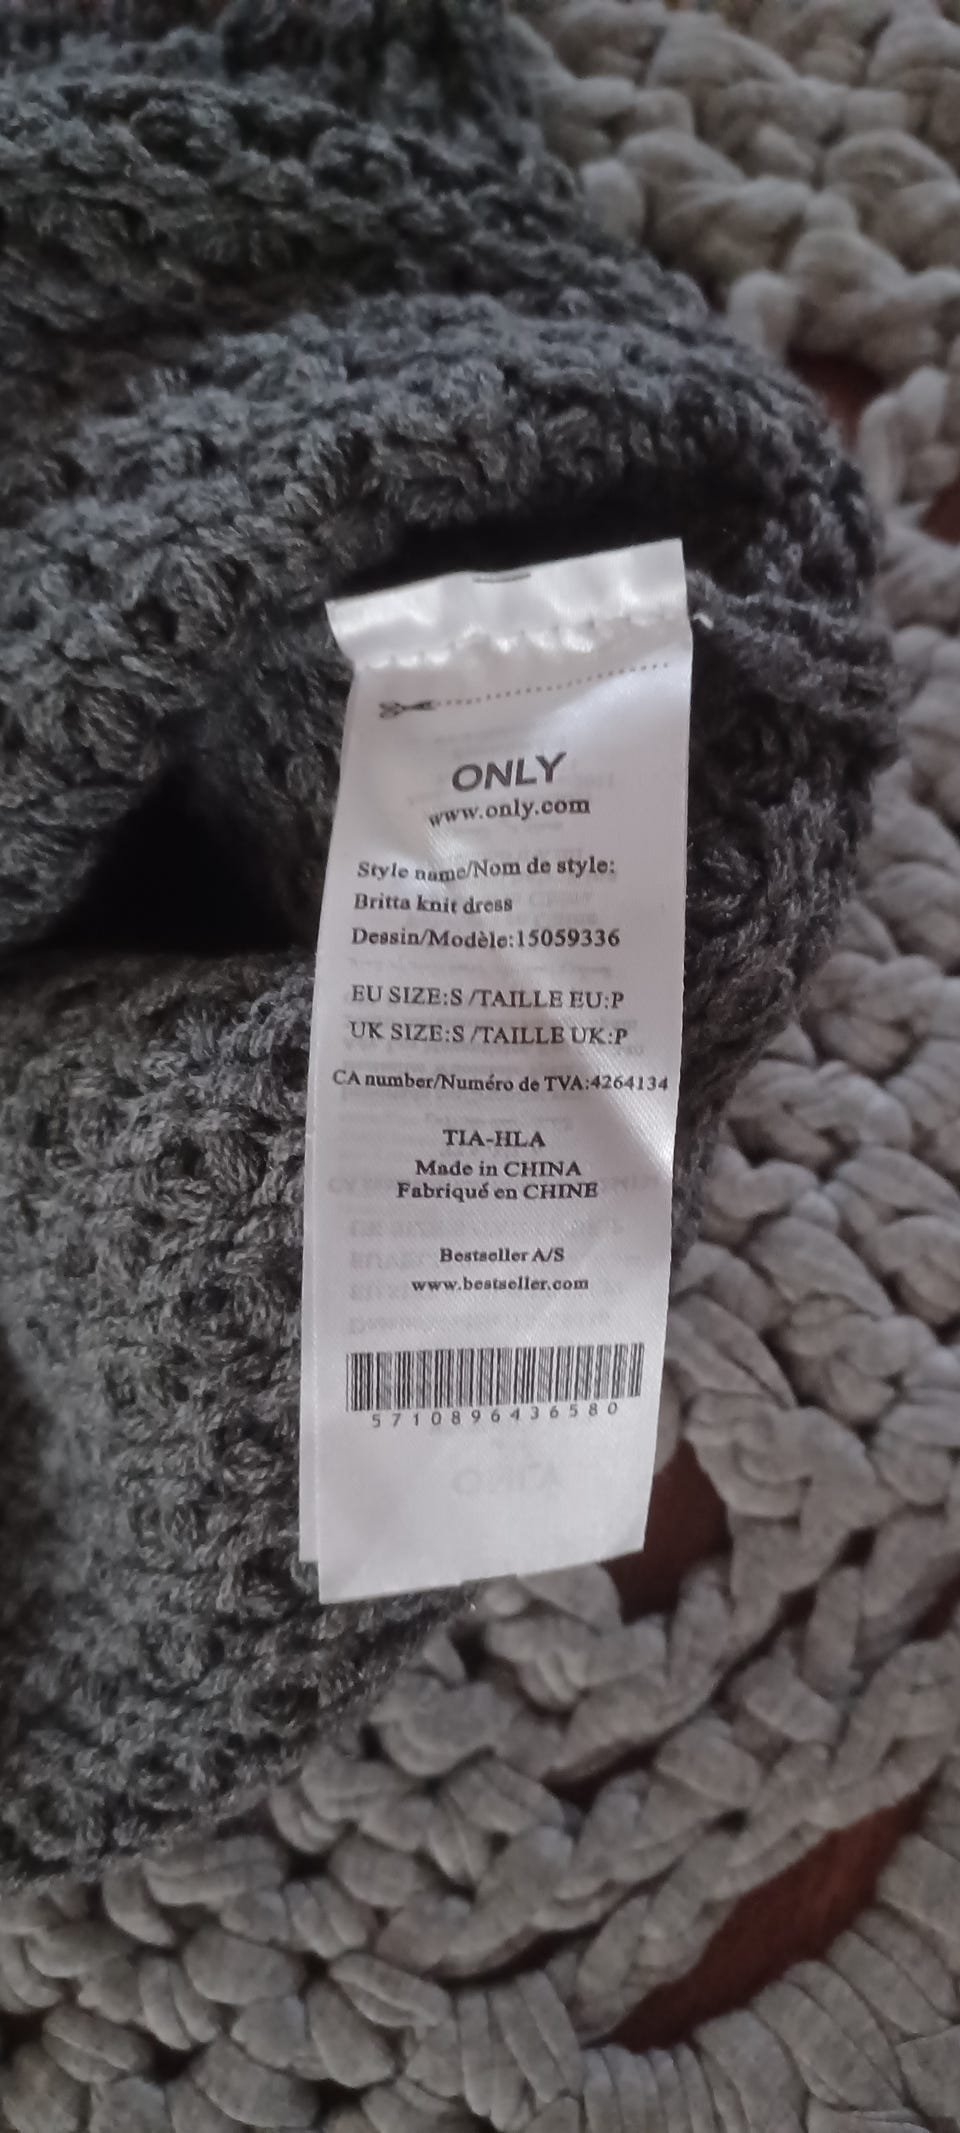 ONLY
www.only.com
Style name/Nom de style:
Britta knit dress
Dessin/Modèle:15059336
EU SIZE:S /TAILLE EU:P
UK SIZE:S /TAILLE UK:P
CA number/Numéro de TVA:4264134
TIA-HLA
Made in CHINA
Fabriqué en CHINE
Bestseller A/S
www.bestseller.com
5710896436580